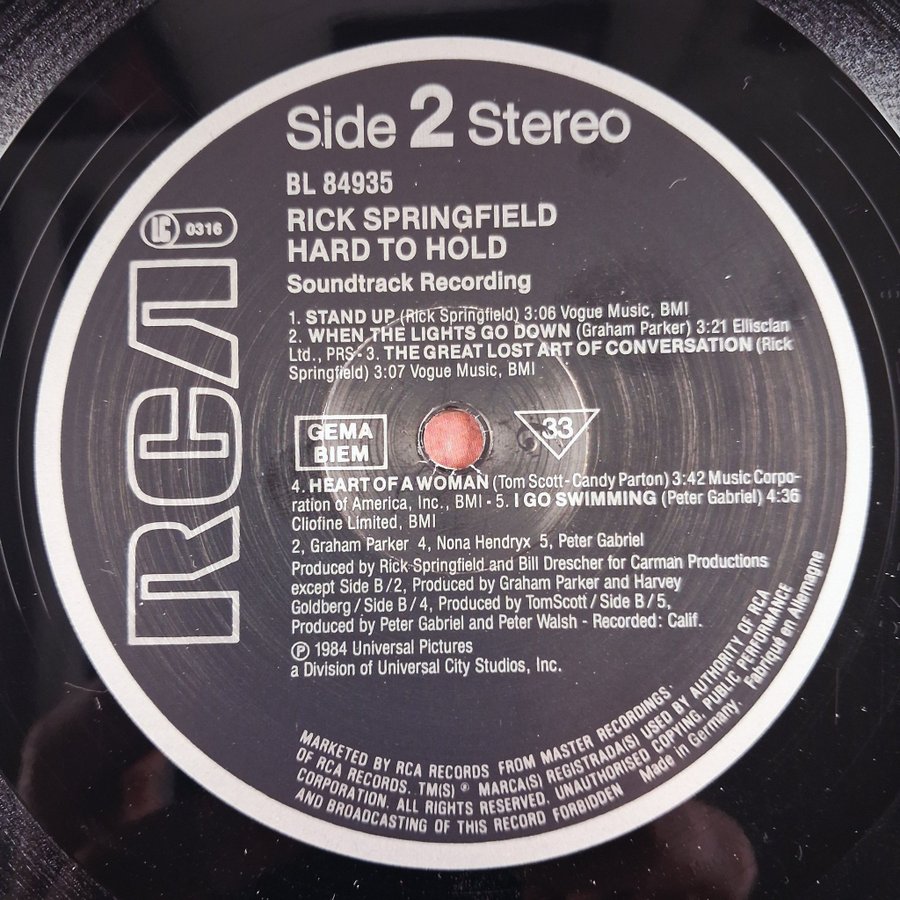 Side 2 Stereo
BL 84935
RICK SPRINGFIELD
HARD TO HOLD
Soundtrack Recording
LC 0316
RCA
1. STAND UP (Rick Springfield) 3:06 Vogue Music, BMI
2. WHEN THE LIGHTS GO DOWN (Graham Parker) 3:21 Ellisclan
Ltd., PRS - 3. THE GREAT LOST ART OF CONVERSATION (Rick
Springfield) 3:07 Vogue Music, BMI
GEMA
BIEM
33
4. HEART OF A WOMAN (Tom Scott - Candy Parton) 3:42 Music Corpo-
ration of America, Inc., BMI - 5. I GO SWIMMING (Peter Gabriel) 4:36
Cliofine Limited, BMI
2, Graham Parker 4, Nona Hendryx 5, Peter Gabriel
Produced by Rick Springfield and Bill Drescher for Carman Productions
except Side B/2, Produced by Graham Parker and Harvey
Goldberg / Side B/4, Produced by TomScott / Side B/5,
Produced by Peter Gabriel and Peter Walsh - Recorded: Calif.
Ⓟ 1984 Universal Pictures
a Division of Universal City Studios, Inc.
MARKETED BY RCA RECORDS FROM MASTER RECORDINGS.
OF RCA RECORDS. TM(S) ® MARCA(S) REGISTRADA(S) USED BY AUTHORITY OF RCA
CORPORATION. ALL RIGHTS RESERVED. UNAUTHORISED COPYING, PUBLIC PERFORMANCE
AND BROADCASTING OF THIS RECORD FORBIDDEN
Made in Germany. Fabriqué en Allemagne